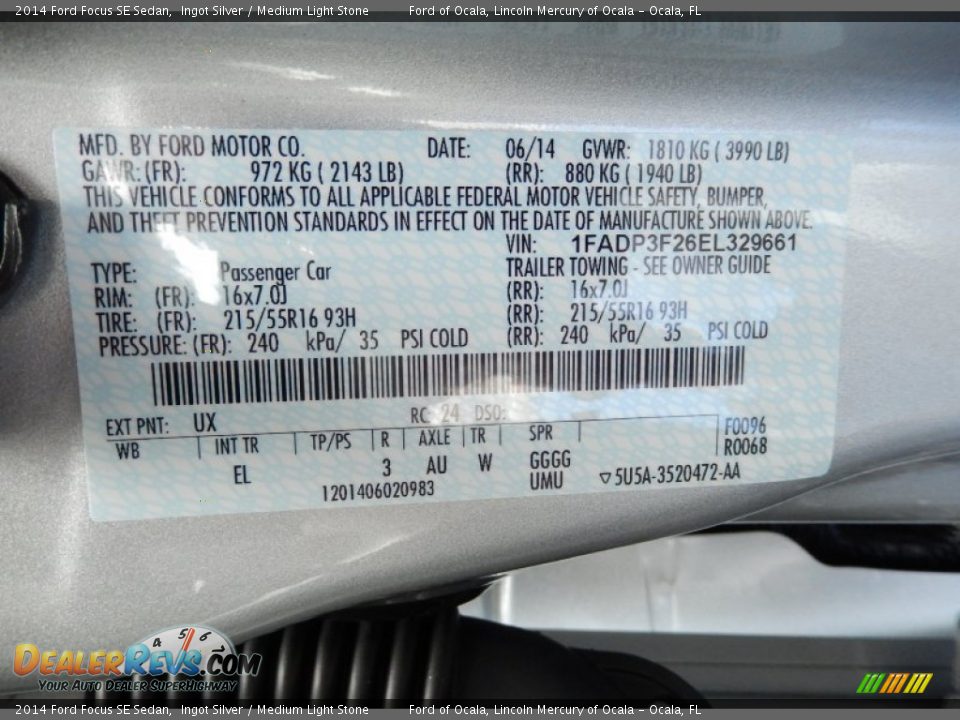 2014 Ford Focus SE Sedan, Ingot Silver / Medium Light Stone Ford of Ocala, Lincoln Mercury of Ocala - Ocala, FL
MFD. BY FORD MOTOR CO. DATE: 06/14 GVWR: 1810 KG ( 3990 LB)
GAWR: (FR): 972 KG ( 2143 LB) (RR): 880 KG ( 1940 LB)
THIS VEHICLE CONFORMS TO ALL APPLICABLE FEDERAL MOTOR VEHICLE SAFETY, BUMPER,
AND THEFT PREVENTION STANDARDS IN EFFECT ON THE DATE OF MANUFACTURE SHOWN ABOVE.
VIN: 1FADP3F26EL329661
TYPE: Passenger Car TRAILER TOWING - SEE OWNER GUIDE
RIM: (FR): 16x7.0J (RR): 16x7.0J
TIRE: (FR): 215/55R16 93H (RR): 215/55R16 93H
PRESSURE: (FR): 240 kPa/ 35 PSI COLD (RR): 240 kPa/ 35 PSI COLD
EXT PNT: UX RC: 24 DSO: F0096
WB INT TR TP/PS R AXLE TR SPR R0068
EL 3 AU W GGGG
UMU ▽5U5A-3520472-AA
1201406020983
4 5 6
DEALERREVS.COM
Your Auto Dealer SuperHighway
2014 Ford Focus SE Sedan, Ingot Silver / Medium Light Stone Ford of Ocala, Lincoln Mercury of Ocala - Ocala, FL